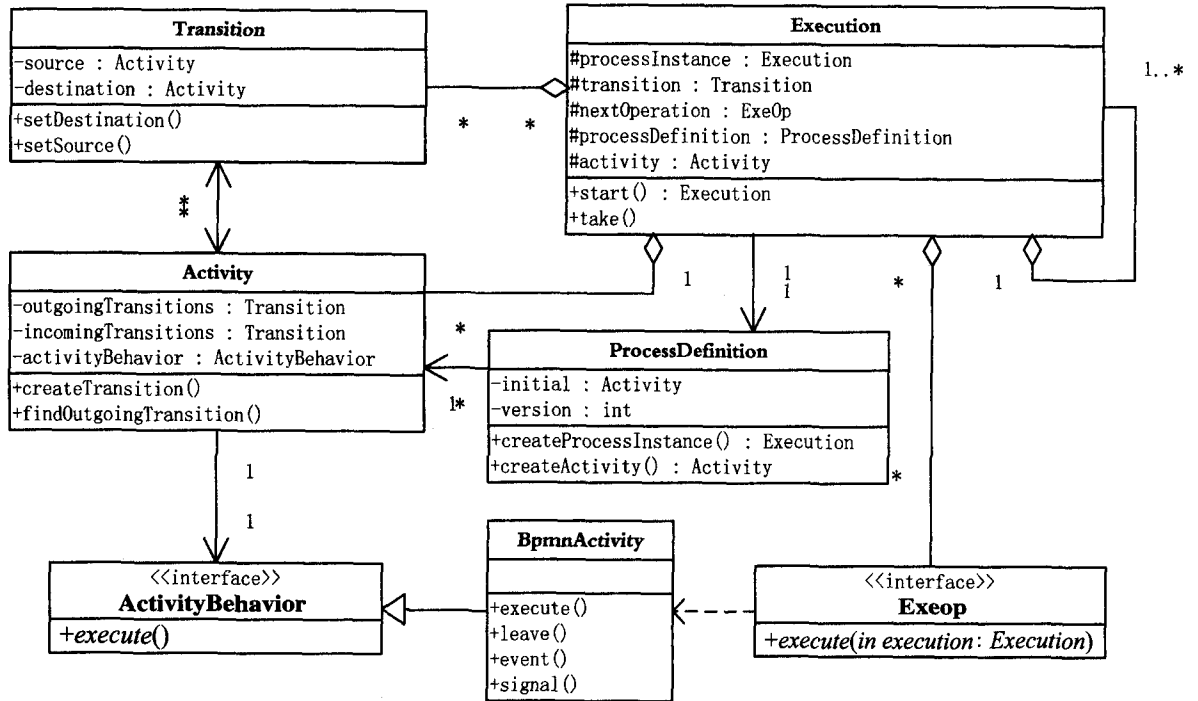 Transition
-source : Activity
-destination : Activity
+setDestination()
+setSource()
Execution
#processInstance : Execution
#transition : Transition
#nextOperation : ExeOp
#processDefinition : ProcessDefinition
#activity : Activity
+start() : Execution
+take()
1..*
*
*
*
*
Activity
-outgoingTransitions : Transition
-incomingTransitions : Transition
-activityBehavior : ActivityBehavior
+createTransition()
+findOutgoingTransition()
1
1
1
*
1
*
1*
ProcessDefinition
-initial : Activity
-version : int
+createProcessInstance() : Execution
+createActivity() : Activity
*
1
1
BpmnActivity
+execute()
+leave()
+event()
+signal()
<<interface>>
ActivityBehavior
+execute()
<<interface>>
Exeop
+execute(in execution: Execution)